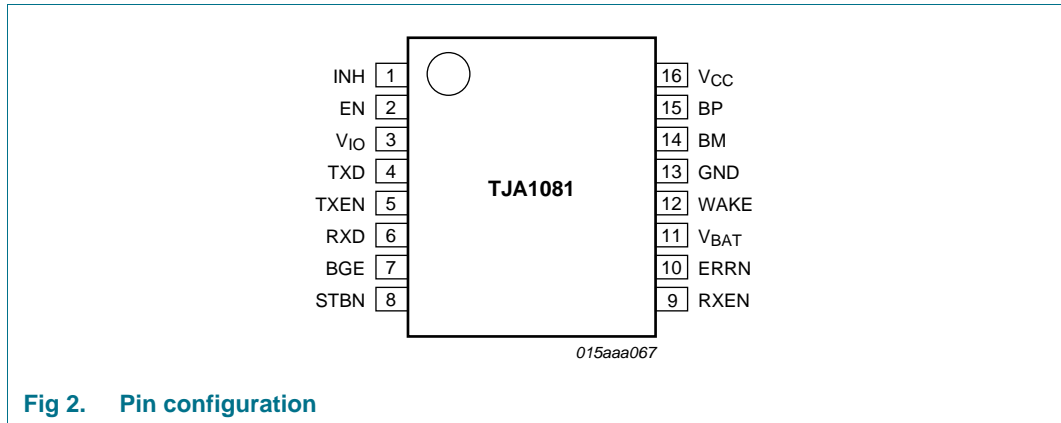 INH 1
EN 2
VIO 3
TXD 4
TXEN 5
RXD 6
BGE 7
STBN 8
TJA1081
16 VCC
15 BP
14 BM
13 GND
12 WAKE
11 VBAT
10 ERRN
9 RXEN
015aaa067
Fig 2. Pin configuration